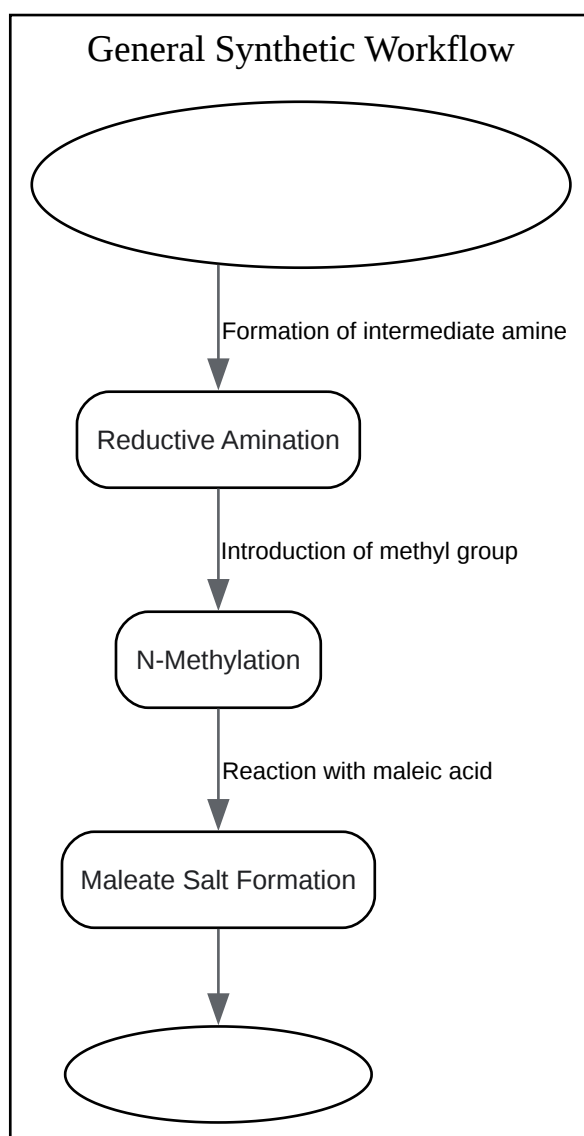 General Synthetic Workflow
Formation of intermediate amine
Reductive Amination
Introduction of methyl group
N-Methylation
Reaction with maleic acid
Maleate Salt Formation